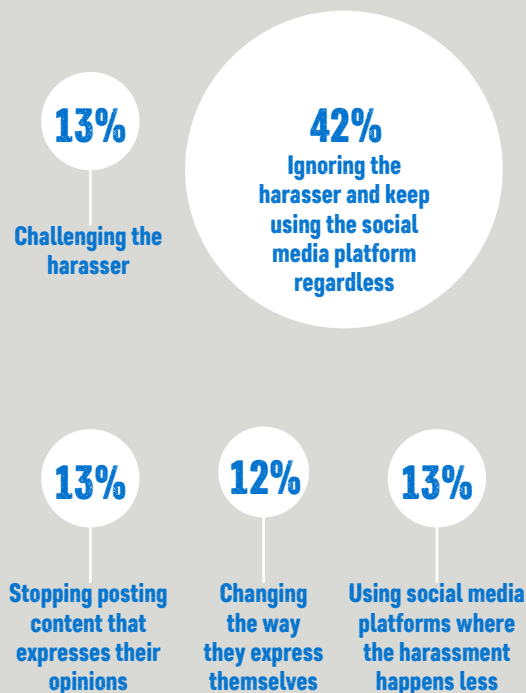 13%
Challenging the
harasser
42%
Ignoring the
harasser and keep
using the social
media platform
regardless
13%
Stopping posting
content that
expresses their
opinions
12%
Changing
the way
they express
themselves
13%
Using social media
platforms where
the harassment
happens less